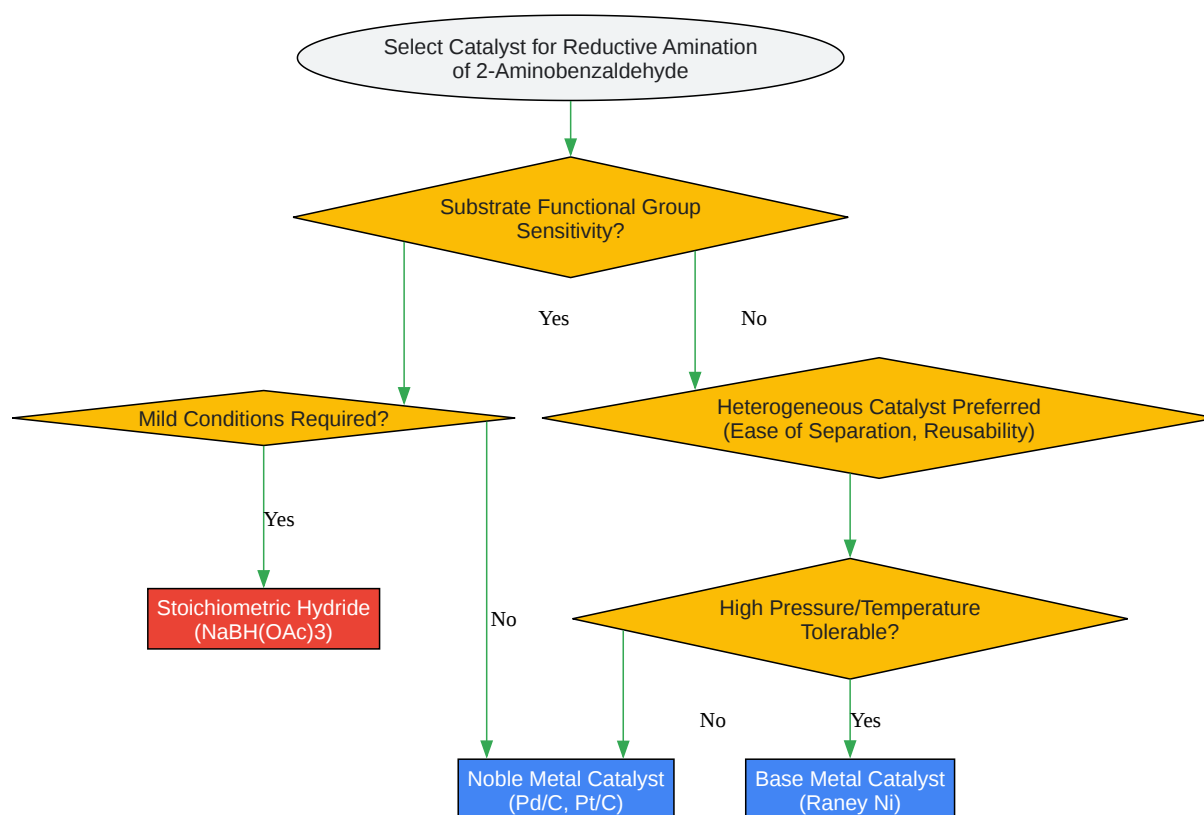 Select Catalyst for Reductive Amination
of 2-Aminobenzaldehyde
Substrate Functional Group
Sensitivity?
Yes
No
Mild Conditions Required?
Heterogeneous Catalyst Preferred
(Ease of Separation, Reusability)
Yes
Stoichiometric Hydride
(NaBH(OAc)3)
No
High Pressure/Temperature
Tolerable?
No
Yes
Noble Metal Catalyst
(Pd/C, Pt/C)
Base Metal Catalyst
(Raney Ni)